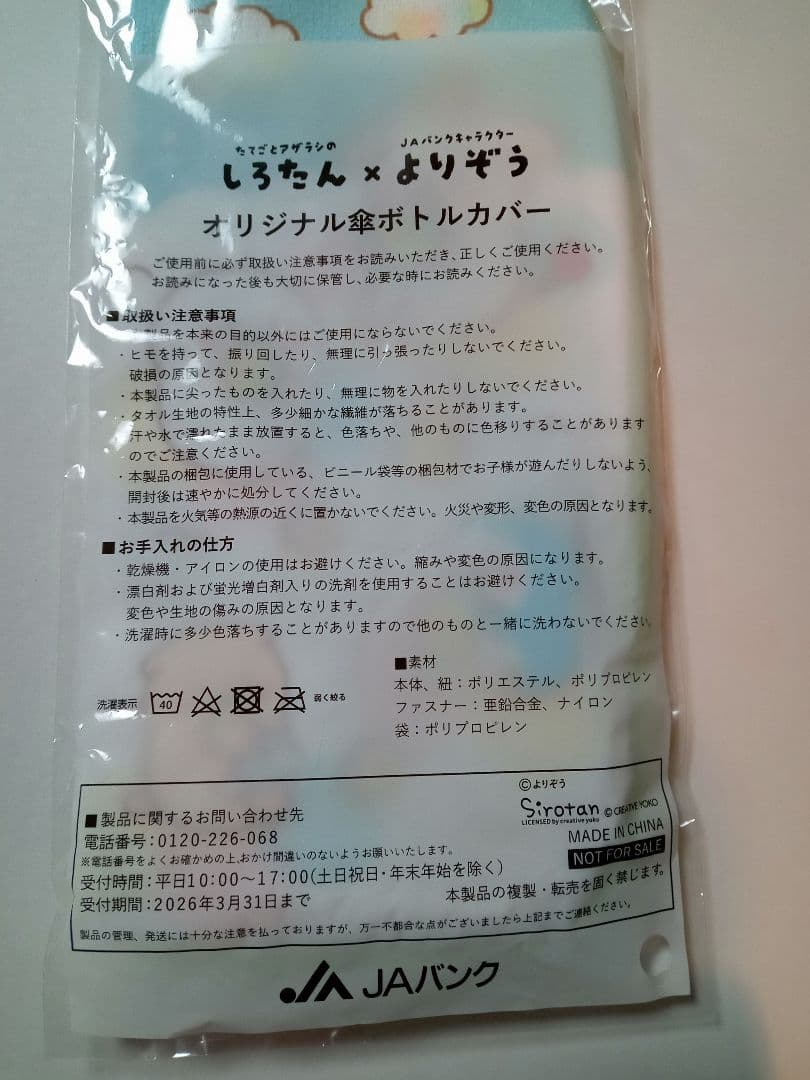 たてごとアザラシの
JAバンクキャラクター
しろたん×よりぞう
オリジナル傘ボトルカバー
ご使用前に必ず取扱い注意事項をお読みいただき、正しくご使用ください。
お読みになった後も大切に保管し、必要な時にお読みください。
■取扱い注意事項
製品を本来の目的以外にはご使用にならないでください。
・ヒモを持って、振り回したり、無理に引っ張ったりしないでください。
破損の原因となります。
・本製品に尖ったものを入れたり、無理に物を入れたりしないでください。
・タオル生地の特性上、多少細かな繊維が落ちることがあります。
汗や水で濡れたまま放置すると、色落ちや、他のものに色移りすることがあります
のでご注意ください。
・本製品の梱包に使用している、ビニール袋等の梱包材でお子様が遊んだりしないよう、
開封後は速やかに処分してください。
・本製品を火気等の熱源の近くに置かないでください。火災や変形、変色の原因となります。
■お手入れの仕方
・乾燥機・アイロンの使用はお避けください。縮みや変色の原因になります。
・漂白剤および蛍光増白剤入りの洗剤を使用することはお避けください。
変色や生地の傷みの原因となります。
・洗濯時に多少色落ちすることがありますので他のものと一緒に洗わないでください。
洗濯表示 40 弱く絞る
■素材
本体、紐：ポリエステル、ポリプロピレン
ファスナー：亜鉛合金、ナイロン
袋：ポリプロピレン
©よりぞう
Sirotan © CREATIVE YOKO
LICENSED by creative yoko
MADE IN CHINA
NOT FOR SALE
■製品に関するお問い合わせ先
電話番号：0120-226-068
※電話番号をよくお確かめの上、おかけ間違いのないようお願いいたします。
受付時間：平日10:00〜17:00(土日祝日・年末年始を除く)
受付期間：2026年3月31日まで
本製品の複製・転売を固く禁じます。
製品の管理、発送には十分な注意を払っておりますが、万一不都合な点がございましたら上記までご連絡ください。
JAバンク